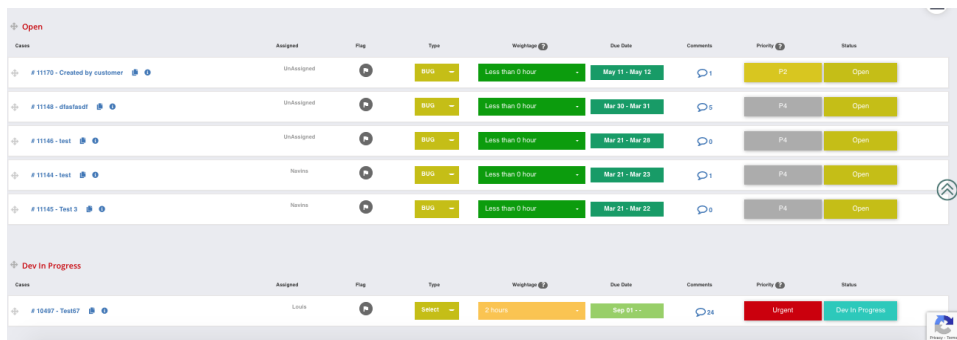 Open
Cases Assigned Flag Type Weightage ? Due Date Comments Priority ? Status
# 11170 - Created by customer UnAssigned BUG Less than 0 hour May 11 - May 12 1 P2 Open
# 11148 - dfasfasdf UnAssigned BUG Less than 0 hour Mar 30 - Mar 31 5 P4 Open
# 11146 - test UnAssigned BUG Less than 0 hour Mar 21 - Mar 28 0 P4 Open
# 11144 - test Navins BUG Less than 0 hour Mar 21 - Mar 23 1 P4 Open
# 11145 - Test 3 Navins BUG Less than 0 hour Mar 21 - Mar 22 0 P4 Open
Dev In Progress
Cases Assigned Flag Type Weightage ? Due Date Comments Priority ? Status
# 10497 - Test67 Louis Select 2 hours Sep 01 - - 24 Urgent Dev In Progress
Privacy - Terms